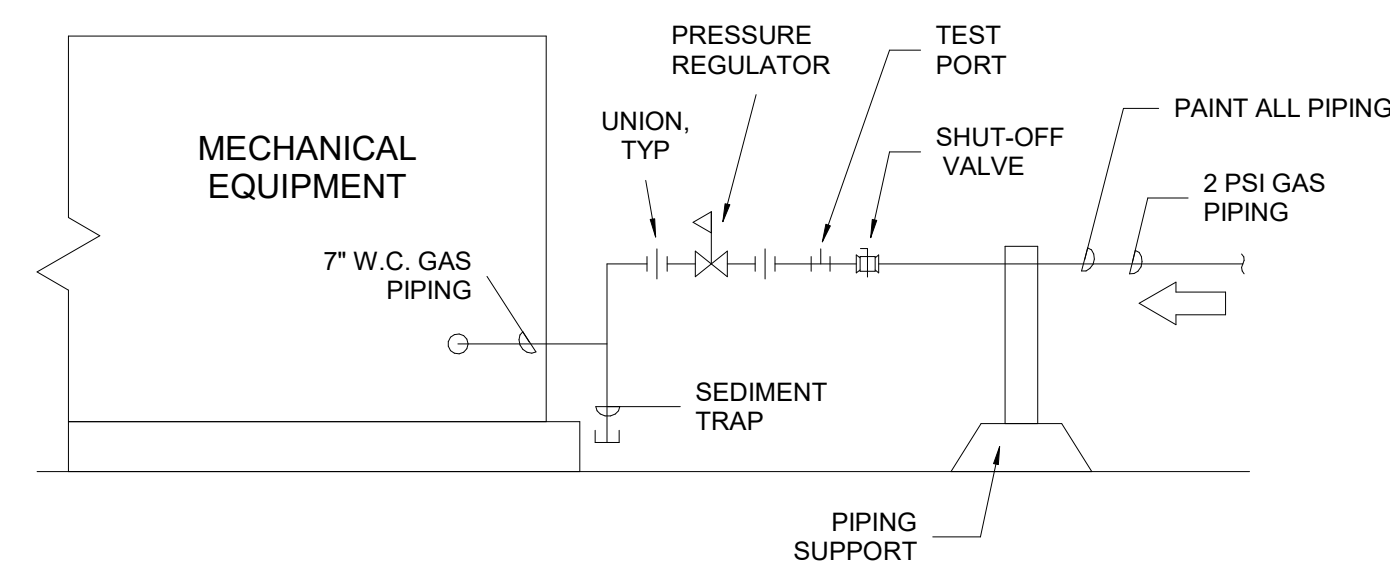 PRESSURE
REGULATOR
TEST
PORT
UNION,
TYP
SHUT-OFF
VALVE
PAINT ALL PIPING
2 PSI GAS
PIPING
MECHANICAL
EQUIPMENT
7" W.C. GAS
PIPING
SEDIMENT
TRAP
PIPING
SUPPORT